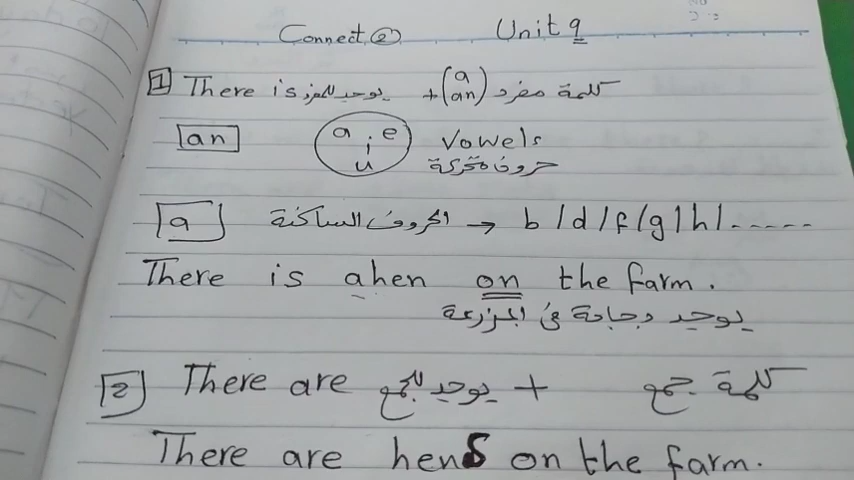 Connect ② Unit 9
1 There is يوجد للمفرد + (a an) كلمة مفرد
an a e i u Vowels
حروف متحركة
a الحروف الساكنة → b/d/f/g/h/-----
There is a hen on the farm.
يوجد دجاجة في المزرعة
2 There are يوجد للجمع + كلمة جمع
There are hens on the farm.